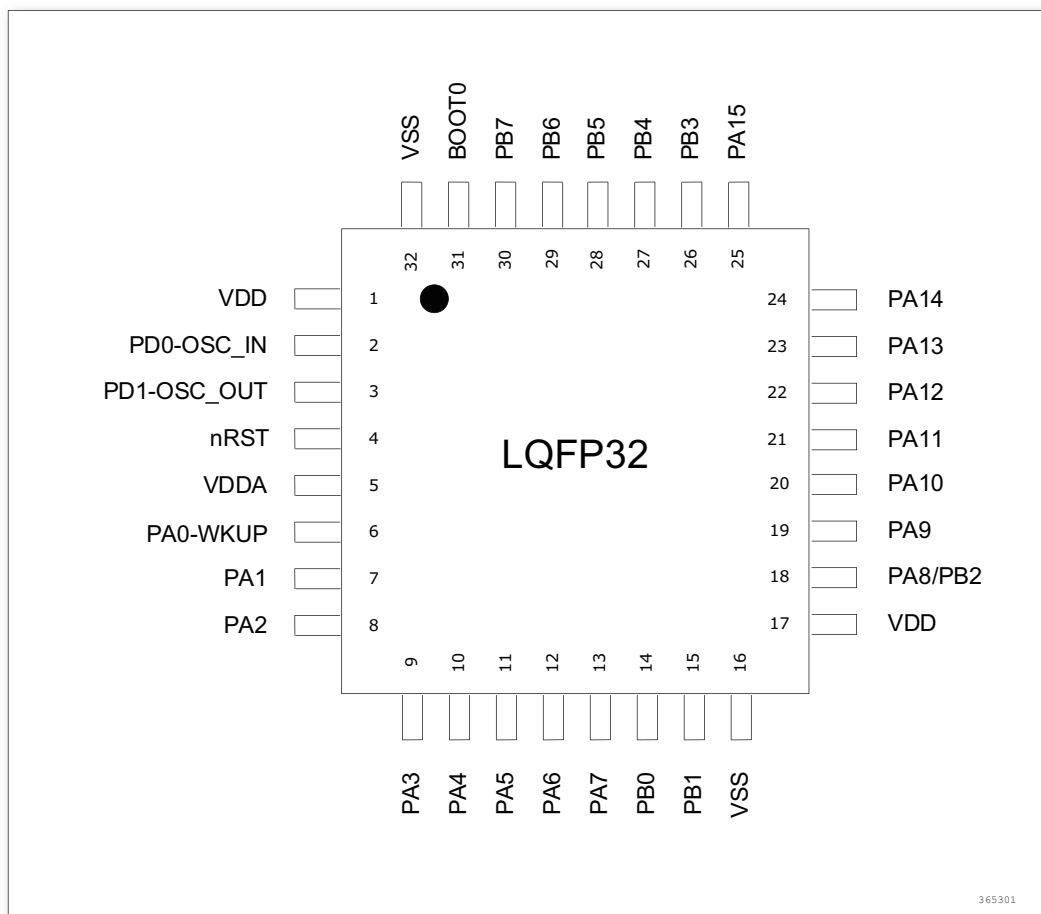 VSS
BOOT0
PB7
PB6
PB5
PB4
PB3
PA15
32
31
30
29
28
27
26
25
VDD 1
PD0-OSC_IN 2
PD1-OSC_OUT 3
nRST 4
VDDA 5
PA0-WKUP 6
PA1 7
PA2 8
LQFP32
24 PA14
23 PA13
22 PA12
21 PA11
20 PA10
19 PA9
18 PA8/PB2
17 VDD
9
10
11
12
13
14
15
16
PA3
PA4
PA5
PA6
PA7
PB0
PB1
VSS
365301